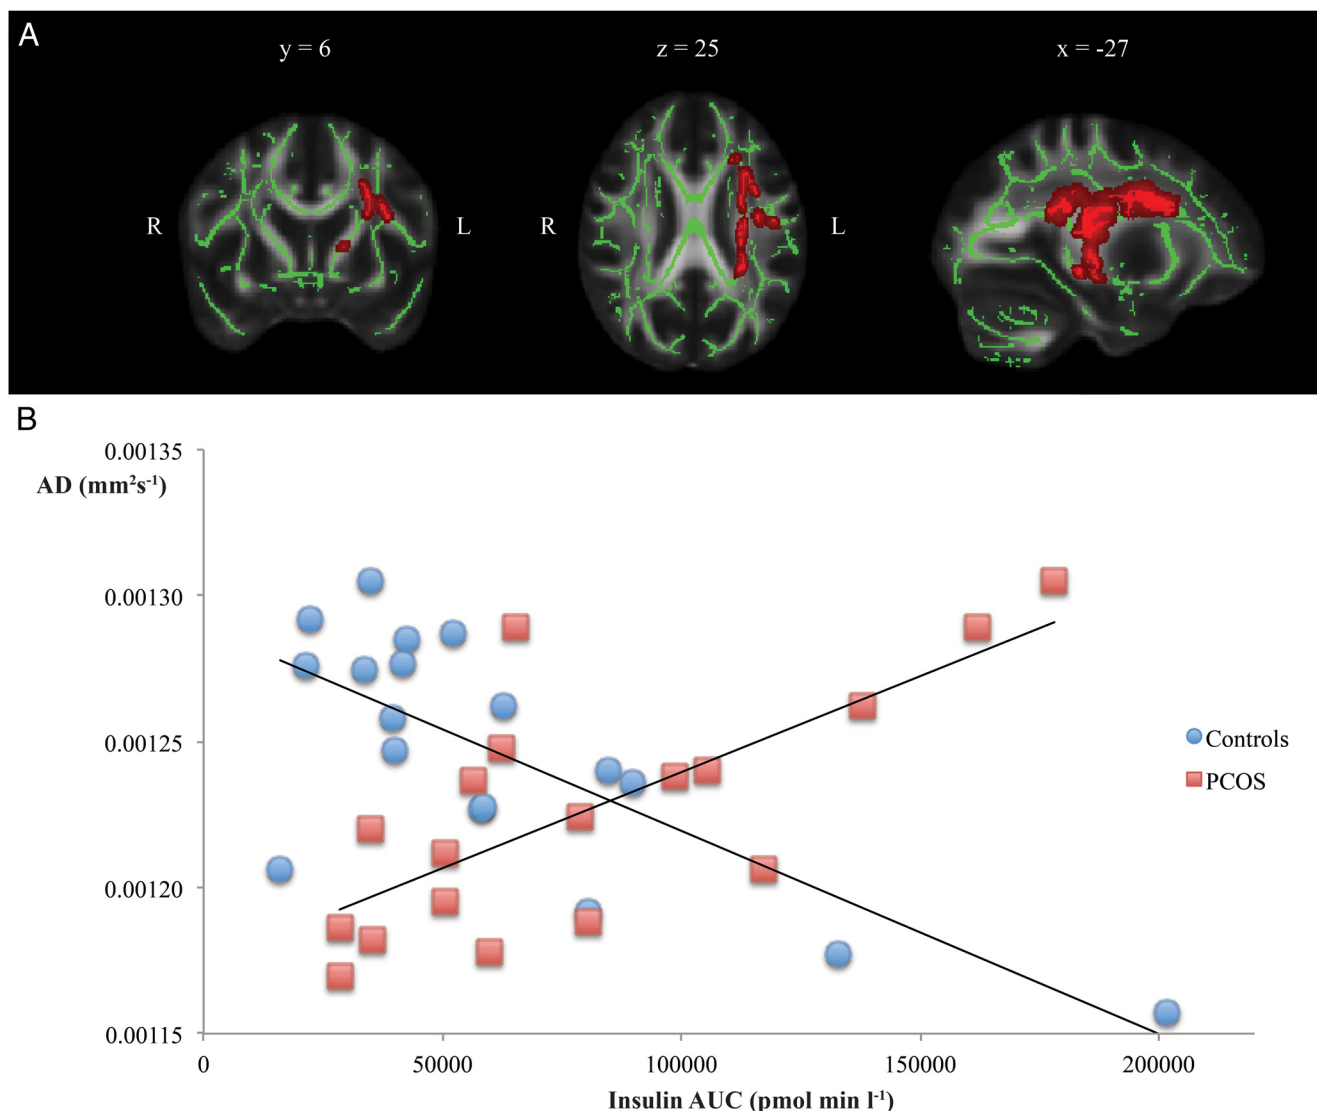 A
y = 6
z = 25
x = -27
R
L
R
L
B
0.00135
AD (mm²s⁻¹)
0.00130
0.00125
0.00120
0.00115
Controls
PCOS
0
50000
100000
150000
200000
Insulin AUC (pmol min l⁻¹)